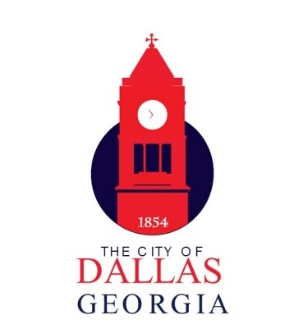 1854
THE CITY OF
DALLAS
GEORGIA